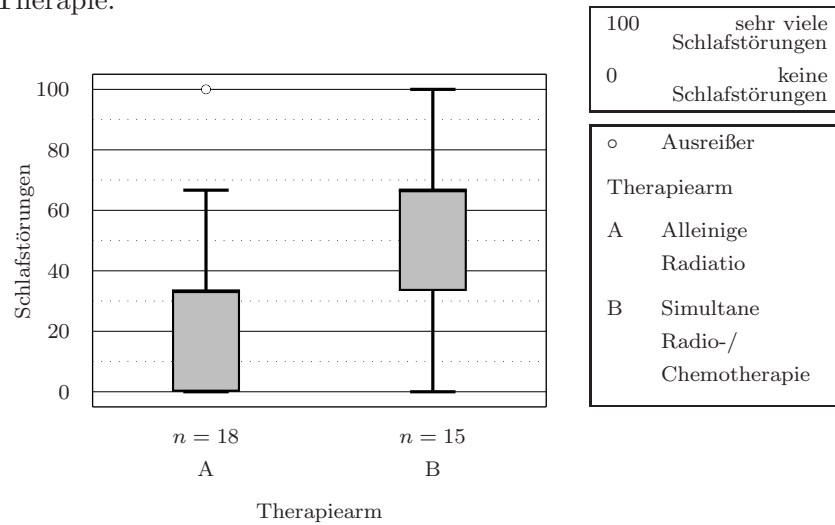 Therapie.
100 sehr viele
Schlafstörungen
0 keine
Schlafstörungen
Schlafstörungen
100
80
60
40
20
0
n = 18
n = 15
A
B
Therapiearm
○ Ausreißer
Therapiearm
A Alleinige
Radiatio
B Simultane
Radio-/
Chemotherapie